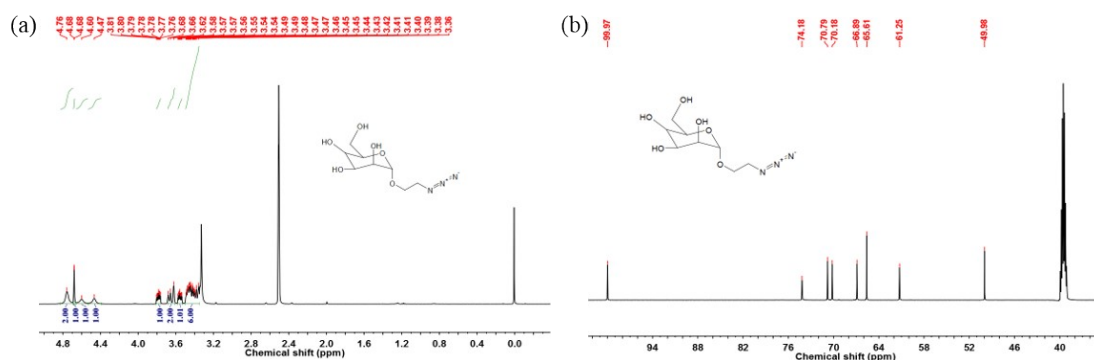 (a)
4.76 4.68 4.68 4.60 4.47 3.81 3.80 3.79 3.78 3.78 3.77 3.76 3.68 3.66 3.62 3.58 3.57 3.57 3.56 3.55 3.54 3.54 3.49 3.49 3.48 3.47 3.47 3.46 3.45 3.45 3.44 3.43 3.42 3.41 3.41 3.40 3.39 3.38 3.36
OH
HO
OH
O
HO
O
N=N=N
+ -
2.00 1.00 1.00 1.00 1.00 2.00 1.01 6.00
4.8 4.4 4.0 3.6 3.2 2.8 2.4 2.0 1.6 1.2 0.8 0.4 0.0
Chemical shift (ppm)
(b)
99.97 74.18 70.79 70.18 66.89 65.61 61.25 49.98
HO
HO
OH
O
HO
O
N=N=N
+ -
94 88 82 76 70 64 58 52 46 40
Chemical shift (ppm)